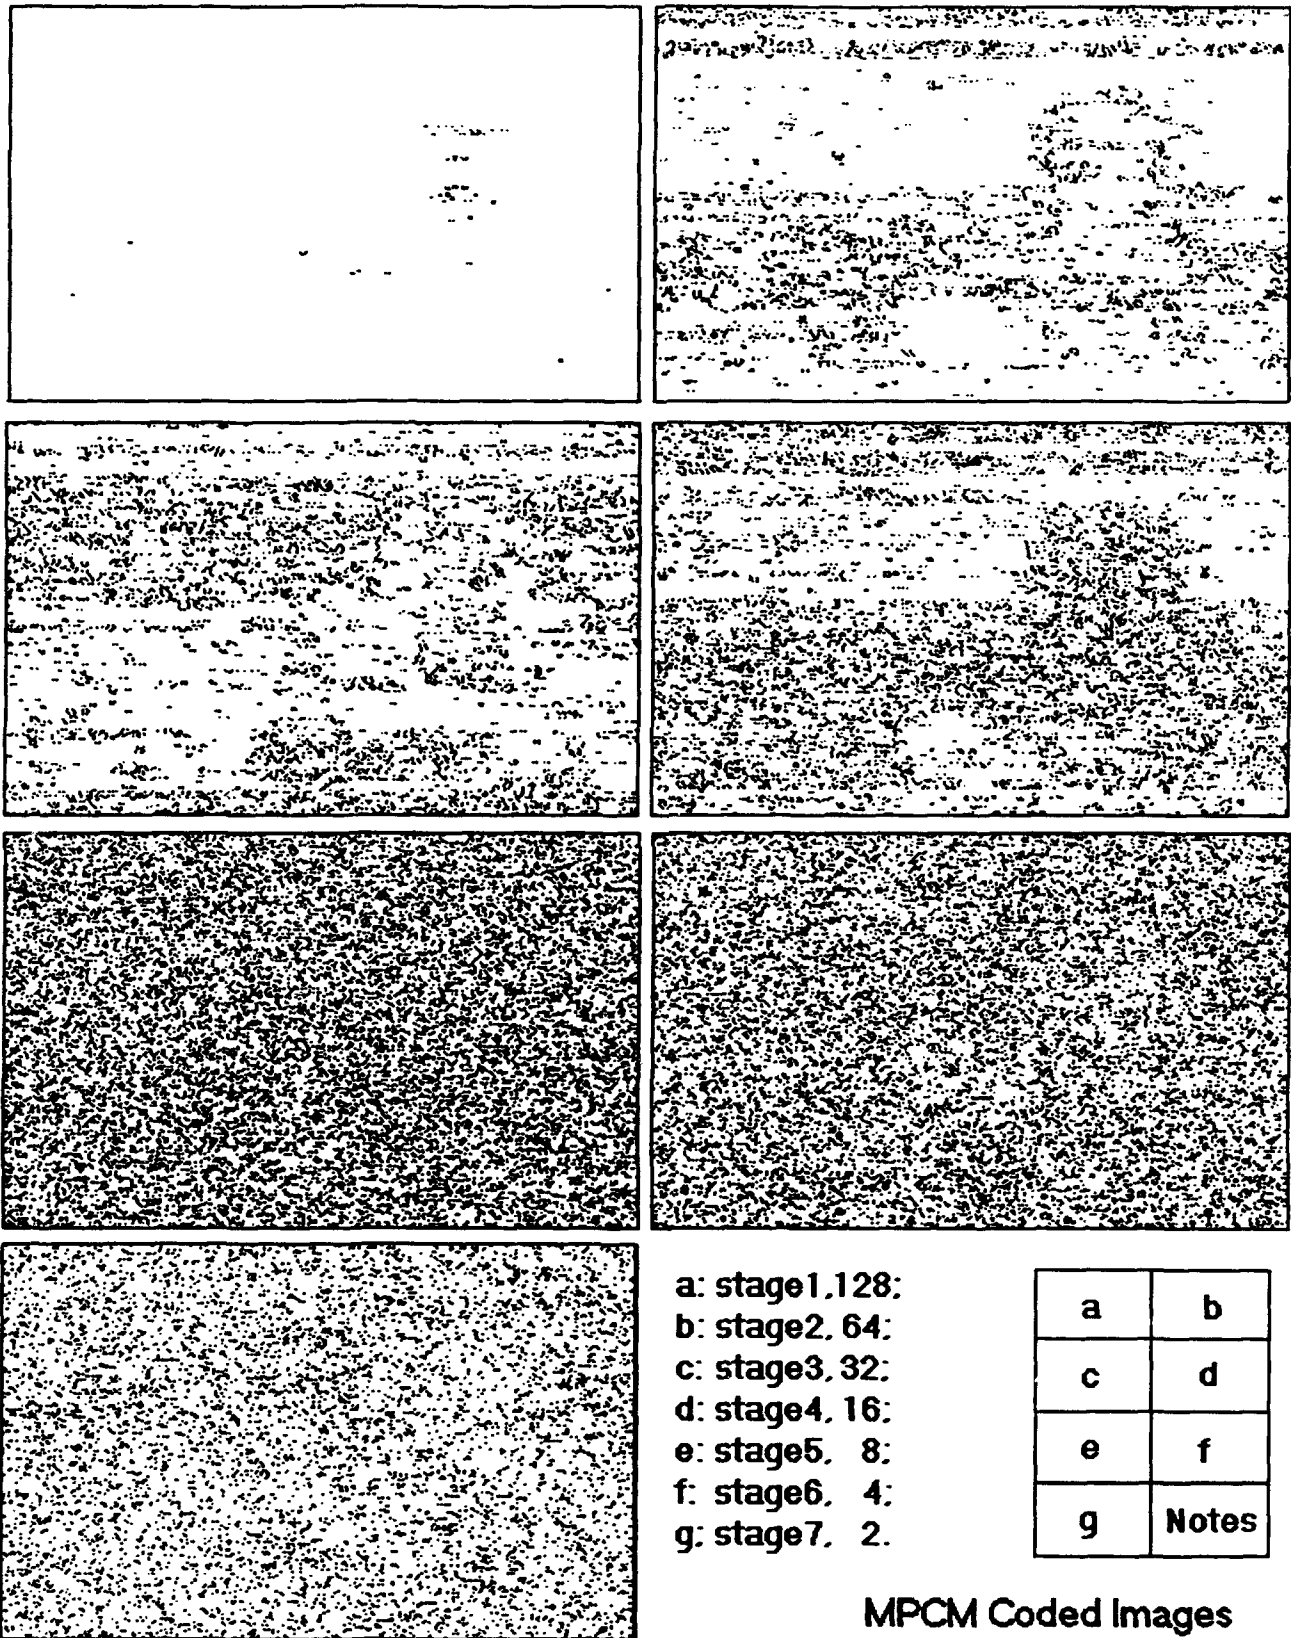 a: stage1,128;
b: stage2, 64;
c: stage3, 32;
d: stage4, 16;
e: stage5, 8;
f: stage6, 4;
g: stage7, 2.
a b
c d
e f
g Notes
MPCM Coded Images